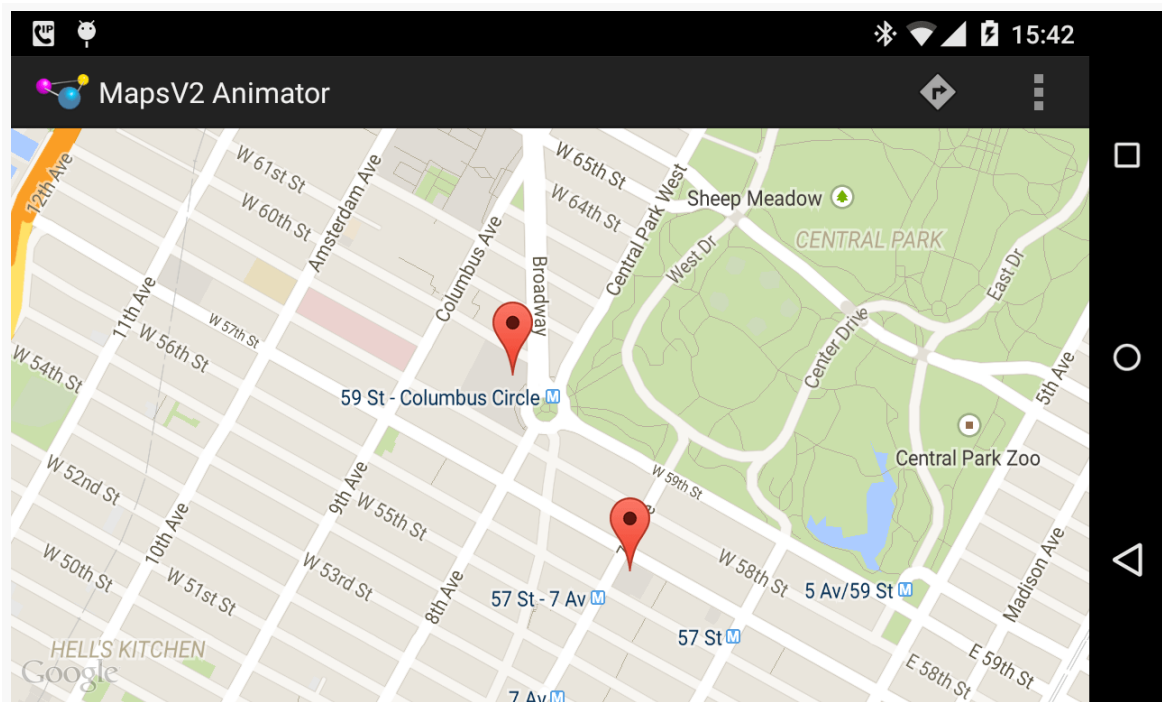 15:42
MapsV2 Animator
12th Ave
W 61st St
W 60th St
Amsterdam Ave
Columbus Ave
Broadway
W 65th St
W 64th St
Central Park West
Sheep Meadow
CENTRAL PARK
West Dr
East Dr
11th Ave
W 57th St
W 56th St
W 54th St
Center Drive
5th Ave
59 St - Columbus Circle M
Central Park Zoo
W 52nd St
9th Ave
W 55th St
W 59th St
10th Ave
W 50th St
W 51st St
W 53rd St
8th Ave
57 St - 7 Av M
W 58th St
5 Av/59 St M
Madison Ave
57 St M
HELL'S KITCHEN
Google
E 58th St
E 59th St
7 Av M